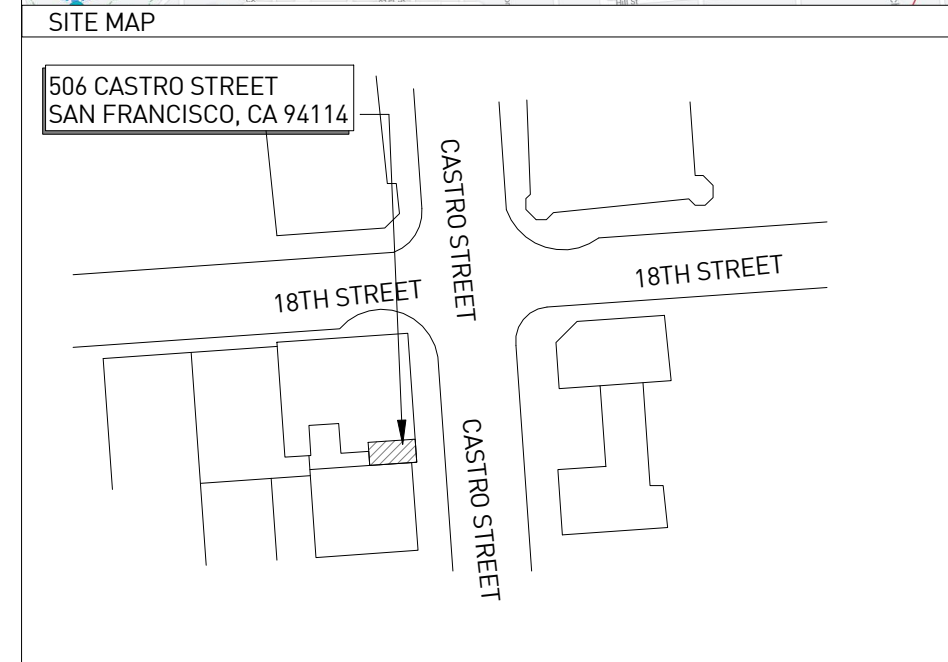 SITE MAP
506 CASTRO STREET
SAN FRANCISCO, CA 94114
CASTRO STREET
18TH STREET
18TH STREET
CASTRO STREET